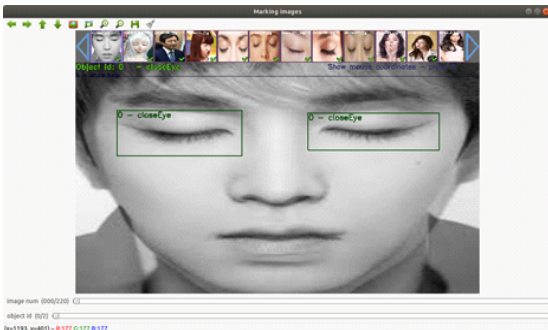 Marking images
Object id: 0 - closeEye
Show mouse coordinates -
0 - closeEye
0 - closeEye
image num (000/220)
object id (0/2)
(x=1193, y=401) ~ R:177 G:177 B:177